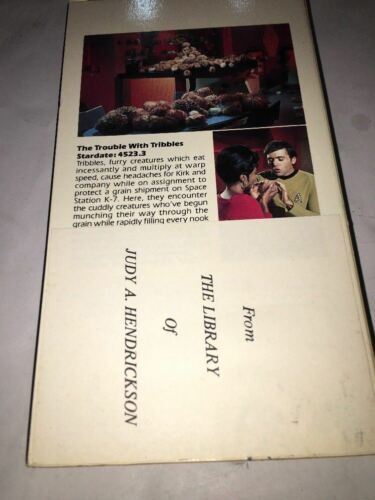 The Trouble With Tribbles
Stardate: 4523.3
Tribbles, furry creatures which eat
incessantly and multiply at warp
speed, cause headaches for Kirk and
company while on assignment to
protect a grain shipment on Space
Station K-7. Here, they encounter
the cuddly creatures who've begun
munching their way through the
grain while rapidly filling every nook
From
THE LIBRARY
Of
JUDY A. HENDRICKSON